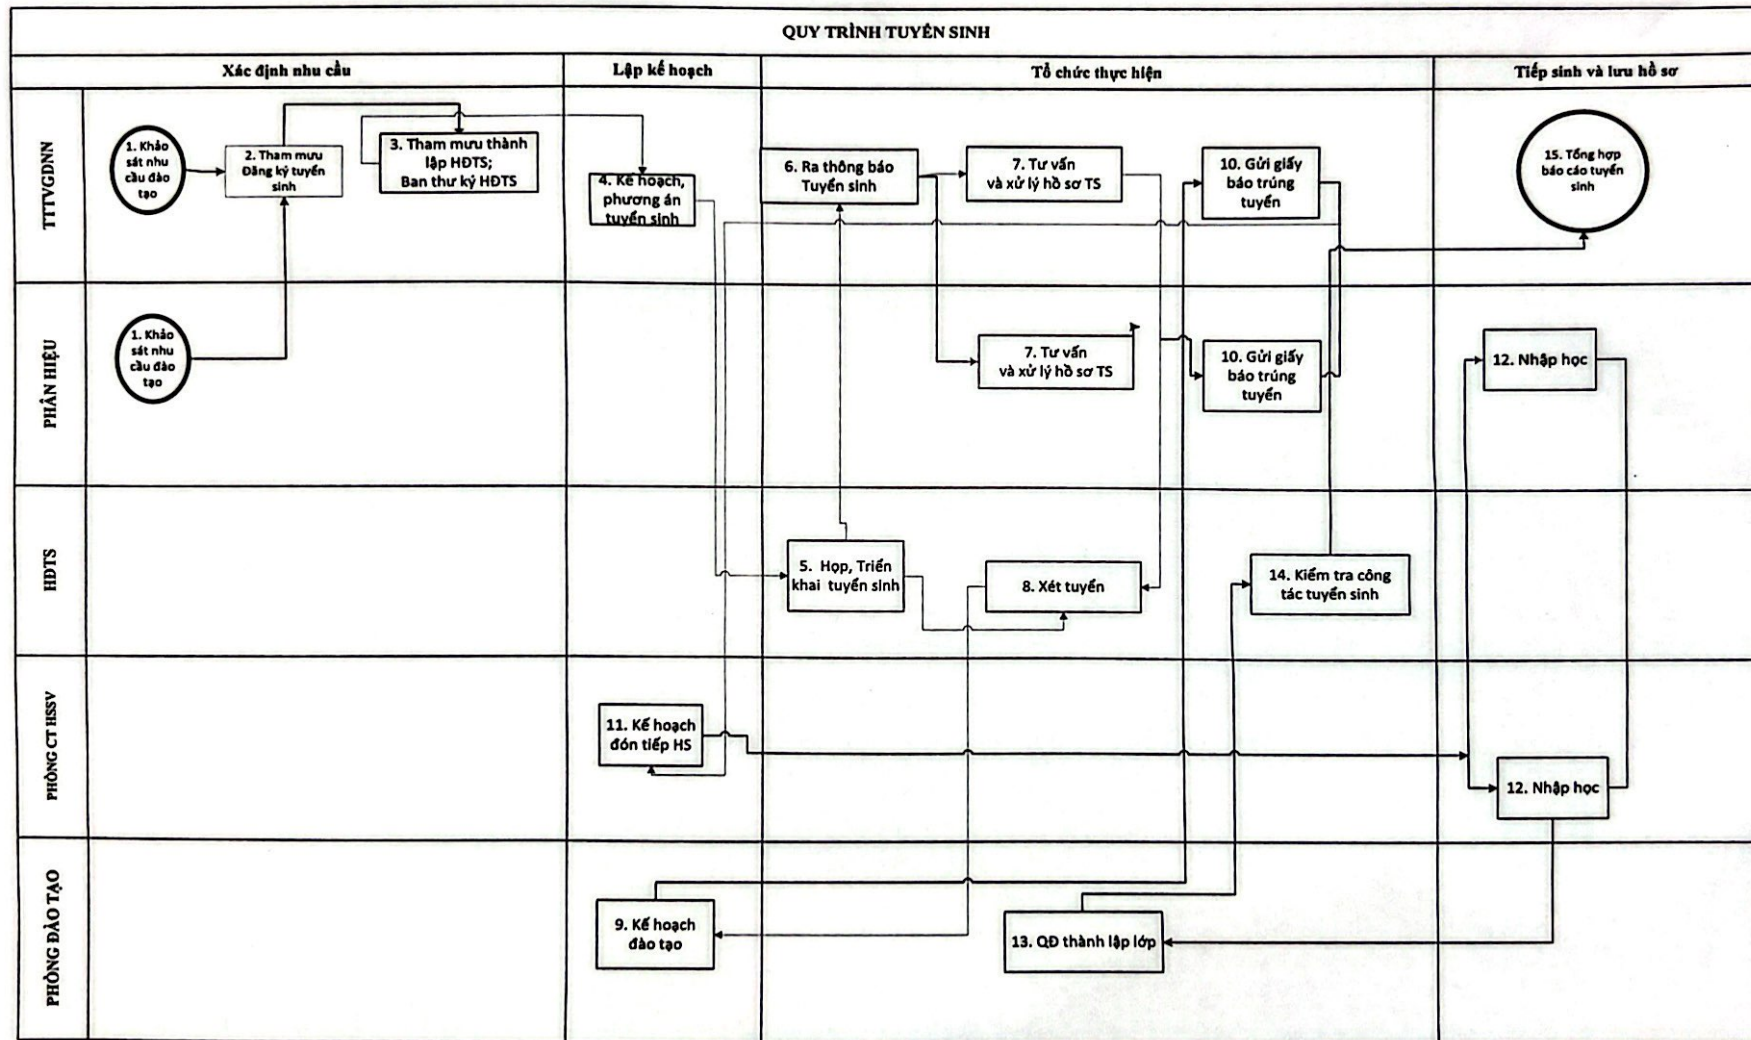 QUY TRÌNH TUYỂN SINH
Xác định nhu cầu
Lập kế hoạch
Tổ chức thực hiện
Tiếp sinh và lưu hồ sơ
TTTVGDNN
1. Khảo
sát nhu
cầu đào
tạo
2. Tham mưu
Đăng ký tuyển
sinh
3. Tham mưu thành
lập HĐTS;
Ban thư ký HĐTS
4. Kế hoạch,
phương án
tuyển sinh
6. Ra thông báo
Tuyển sinh
7. Tư vấn
và xử lý hồ sơ TS
10. Gửi giấy
báo trúng
tuyển
15. Tổng hợp
báo cáo tuyển
sinh
PHÂN HIỆU
1. Khảo
sát nhu
cầu đào
tạo
7. Tư vấn
và xử lý hồ sơ TS
10. Gửi giấy
báo trúng
tuyển
12. Nhập học
HĐTS
5. Họp, Triển
khai tuyển sinh
8. Xét tuyển
14. Kiểm tra công
tác tuyển sinh
PHÒNG CT HSSV
11. Kế hoạch
đón tiếp HS
12. Nhập học
PHÒNG ĐÀO TẠO
9. Kế hoạch
đào tạo
13. QĐ thành lập lớp